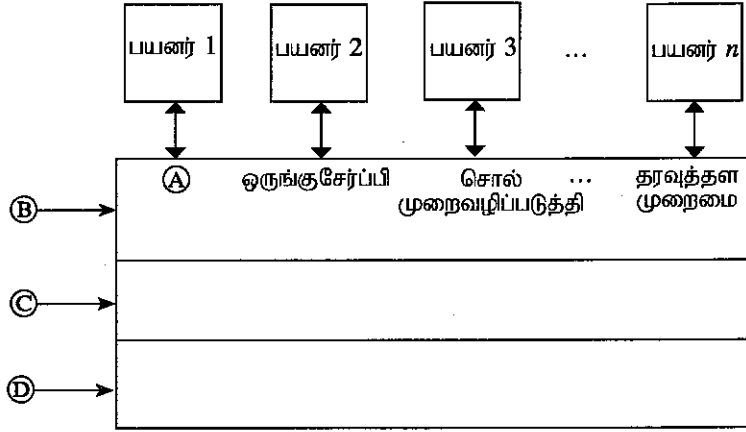 பயனர் 1 பயனர் 2 பயனர் 3 ... பயனர் n
Ⓐ ஒருங்குசேர்ப்பி சொல் ... தரவுத்தள
முறைவழிப்படுத்தி முறைமை
Ⓑ
Ⓒ
Ⓓ